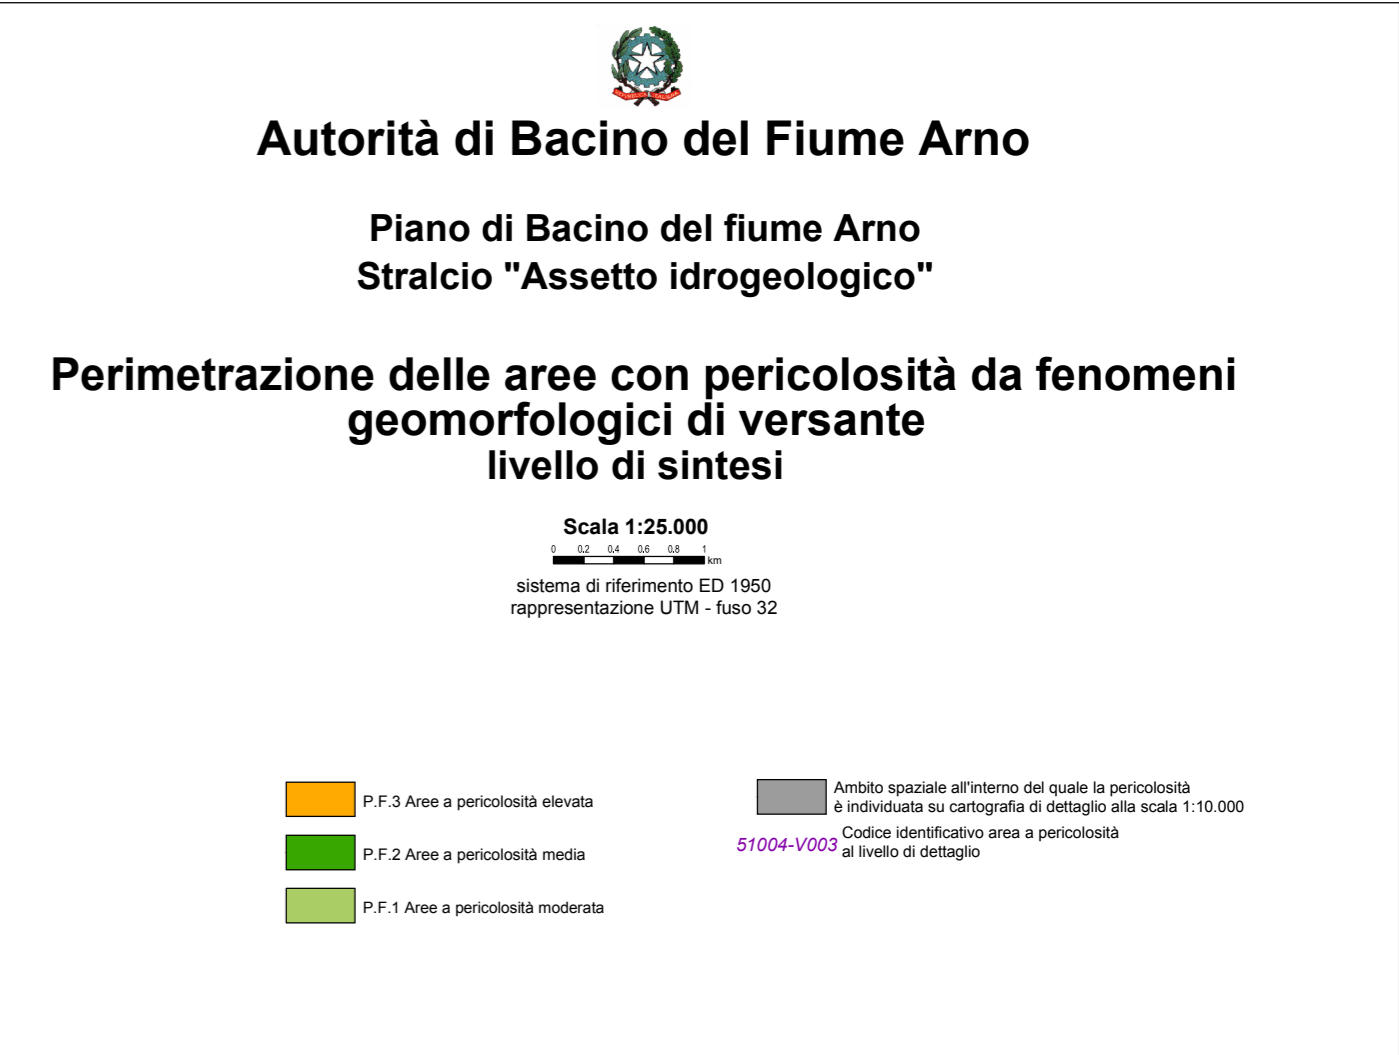 Autorità di Bacino del Fiume Arno
Piano di Bacino del fiume Arno
Stralcio "Assetto idrogeologico"
Perimetrazione delle aree con pericolosità da fenomeni
geomorfologici di versante
livello di sintesi
Scala 1:25.000
0 0.2 0.4 0.6 0.8 1
km
sistema di riferimento ED 1950
rappresentazione UTM - fuso 32
P.F.3 Aree a pericolosità elevata
P.F.2 Aree a pericolosità media
P.F.1 Aree a pericolosità moderata
Ambito spaziale all'interno del quale la pericolosità
è individuata su cartografia di dettaglio alla scala 1:10.000
51004-V003
Codice identificativo area a pericolosità
al livello di dettaglio